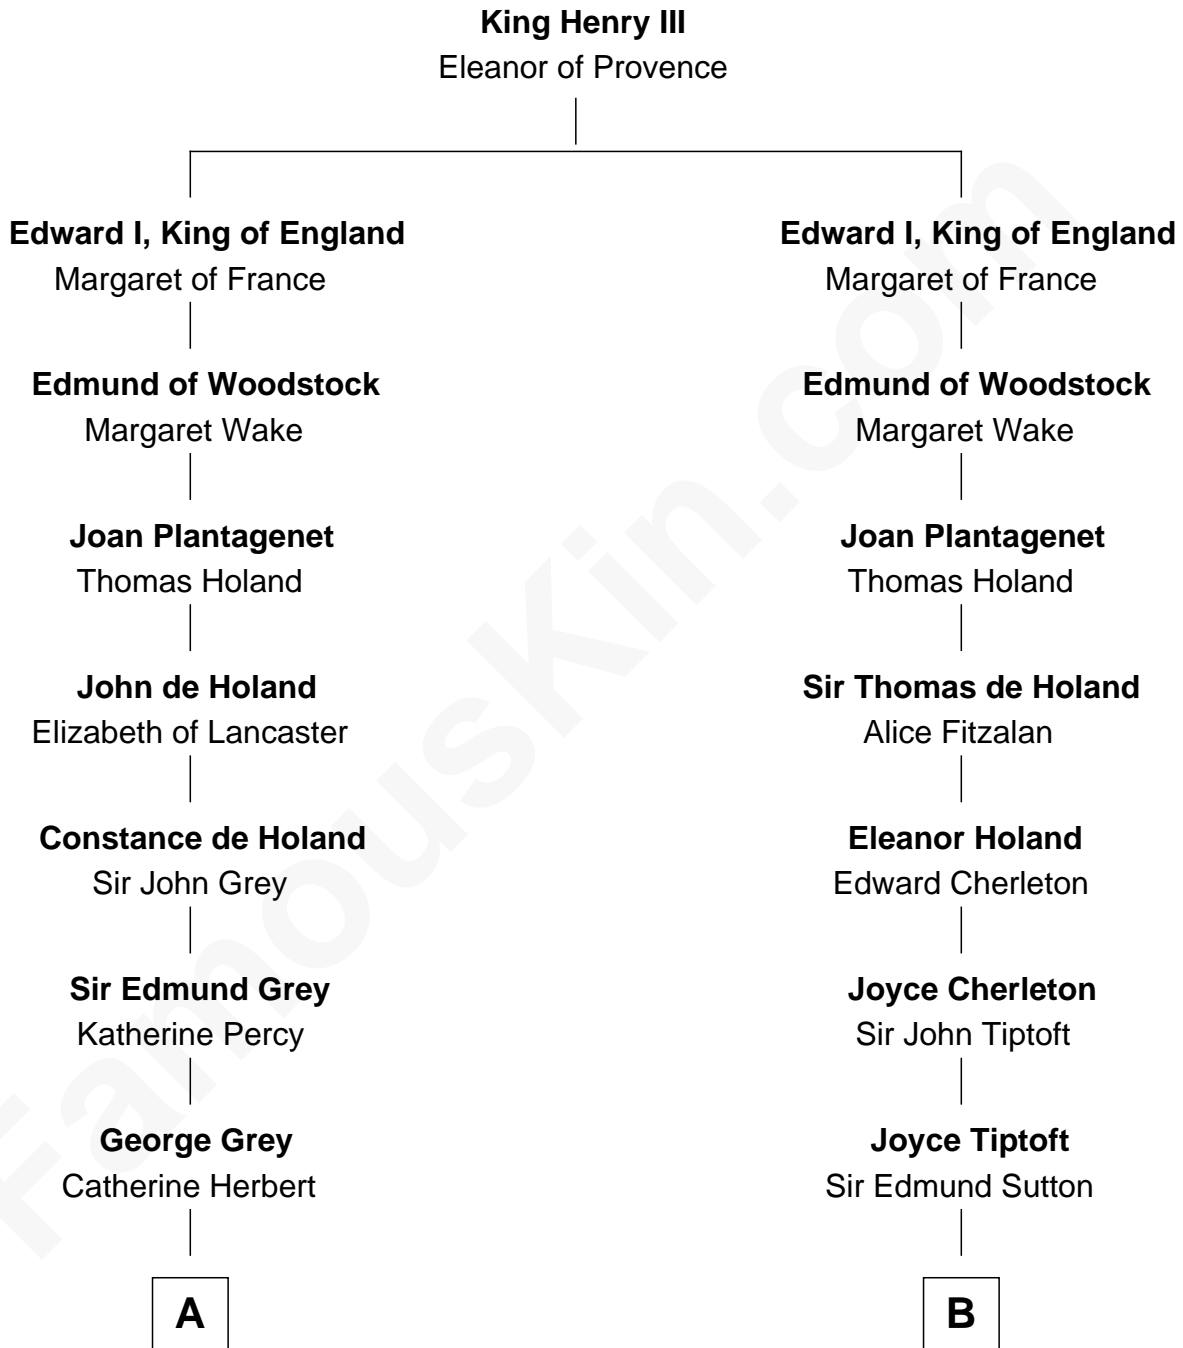 King Henry III
Eleanor of Provence
Edward I, King of England
Margaret of France
Edward I, King of England
Margaret of France
Edmund of Woodstock
Margaret Wake
Edmund of Woodstock
Margaret Wake
Joan Plantagenet
Thomas Holand
Joan Plantagenet
Thomas Holand
John de Holand
Elizabeth of Lancaster
Sir Thomas de Holand
Alice Fitzalan
Constance de Holand
Sir John Grey
Eleanor Holand
Edward Cherleton
Sir Edmund Grey
Katherine Percy
Joyce Cherleton
Sir John Tiptoft
George Grey
Catherine Herbert
Joyce Tiptoft
Sir Edmund Sutton
A
B
FamousKin.com